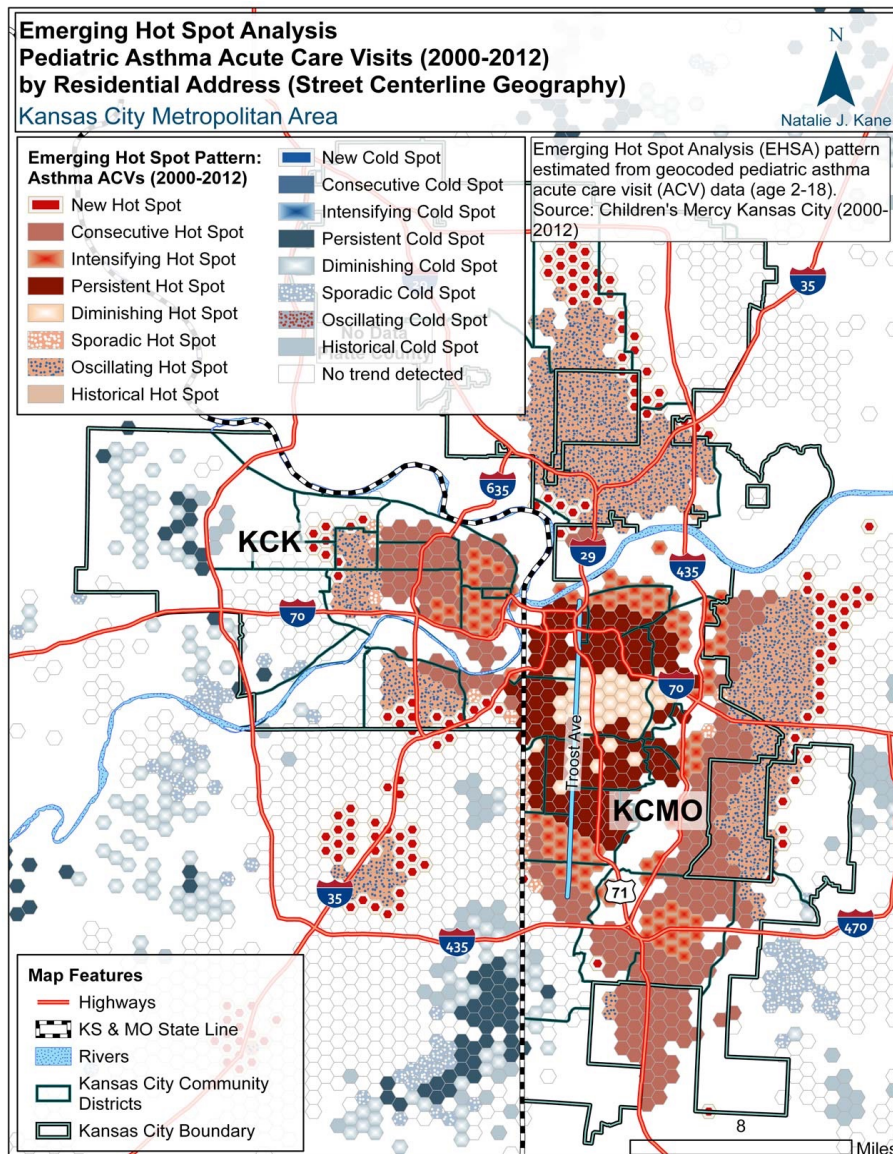 Emerging Hot Spot Analysis
Pediatric Asthma Acute Care Visits (2000-2012)
by Residential Address (Street Centerline Geography)
Kansas City Metropolitan Area
N
Natalie J. Kane
Emerging Hot Spot Pattern:
Asthma ACVs (2000-2012)
New Hot Spot
Consecutive Hot Spot
Intensifying Hot Spot
Persistent Hot Spot
Diminishing Hot Spot
Sporadic Hot Spot
Oscillating Hot Spot
Historical Hot Spot
New Cold Spot
Consecutive Cold Spot
Intensifying Cold Spot
Persistent Cold Spot
Diminishing Cold Spot
Sporadic Cold Spot
Oscillating Cold Spot
Historical Cold Spot
No trend detected
Emerging Hot Spot Analysis (EHSA) pattern
estimated from geocoded pediatric asthma
acute care visit (ACV) data (age 2-18).
Source: Children's Mercy Kansas City (2000-
2012)
No Data
Platte County
35
635
KCK
29
435
70
70
Troost Ave
KCMO
71
35
435
470
Map Features
Highways
KS & MO State Line
Rivers
Kansas City Community
Districts
Kansas City Boundary
8
Miles